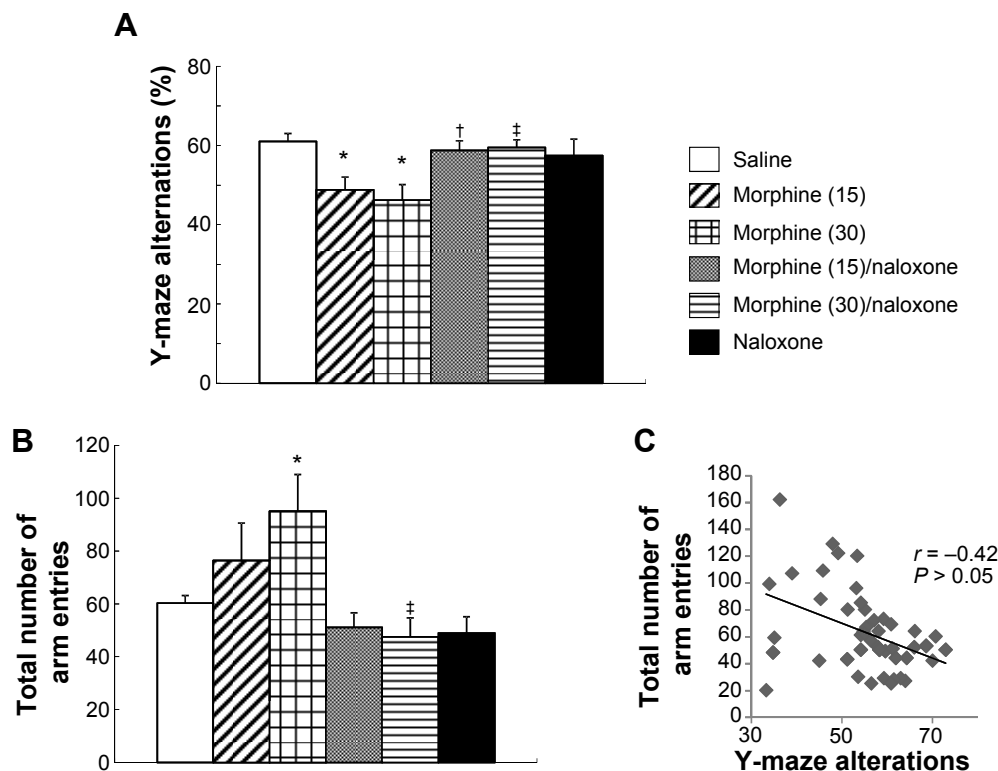 A
Y-maze alternations (%)
80
60
40
20
0
*
*
†
‡
Saline
Morphine (15)
Morphine (30)
Morphine (15)/naloxone
Morphine (30)/naloxone
Naloxone
B
Total number of
arm entries
120
100
80
60
40
20
0
*
‡
C
Total number of
arm entries
180
160
140
120
100
80
60
40
20
0
r = –0.42
P > 0.05
30
50
70
Y-maze alterations